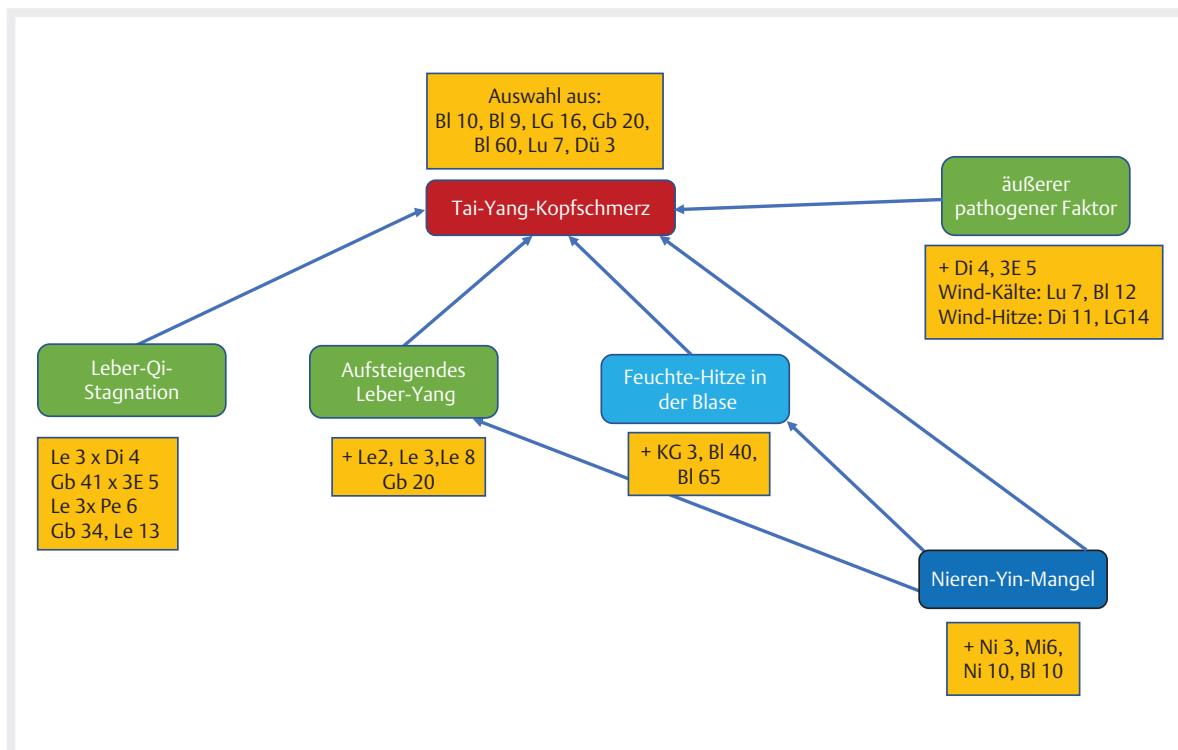 Auswahl aus:
Bl 10, Bl 9, LG 16, Gb 20,
Bl 60, Lu 7, Dü 3
Tai-Yang-Kopfschmerz
äußerer
pathogener Faktor
+ Di 4, 3E 5
Wind-Kälte: Lu 7, Bl 12
Wind-Hitze: Di 11, LG14
Leber-Qi-
Stagnation
Le 3 x Di 4
Gb 41 x 3E 5
Le 3x Pe 6
Gb 34, Le 13
Aufsteigendes
Leber-Yang
+ Le2, Le 3,Le 8
Gb 20
Feuchte-Hitze in
der Blase
+ KG 3, Bl 40,
Bl 65
Nieren-Yin-Mangel
+ Ni 3, Mi6,
Ni 10, Bl 10